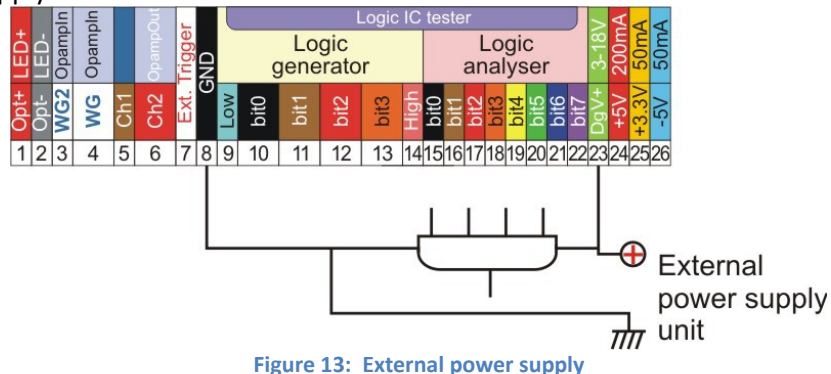 Logic IC tester
Opt+ LED+
Opt- LED-
WG2 OpampIn
WG OpampIn
Ch1
Ch2 OpampOut
Ext. Trigger
GND
Logic generator
Logic analyser
Low
bit0
bit1
bit2
bit3
High
bit0
bit1
bit2
bit3
bit4
bit5
bit6
bit7
DgV+ 3-18V
+5V 200mA
+3.3V 50mA
-5V 50mA
1 2 3 4 5 6 7 8 9 10 11 12 13 14 15 16 17 18 19 20 21 22 23 24 25 26
External
power supply
unit
Figure 13: External power supply